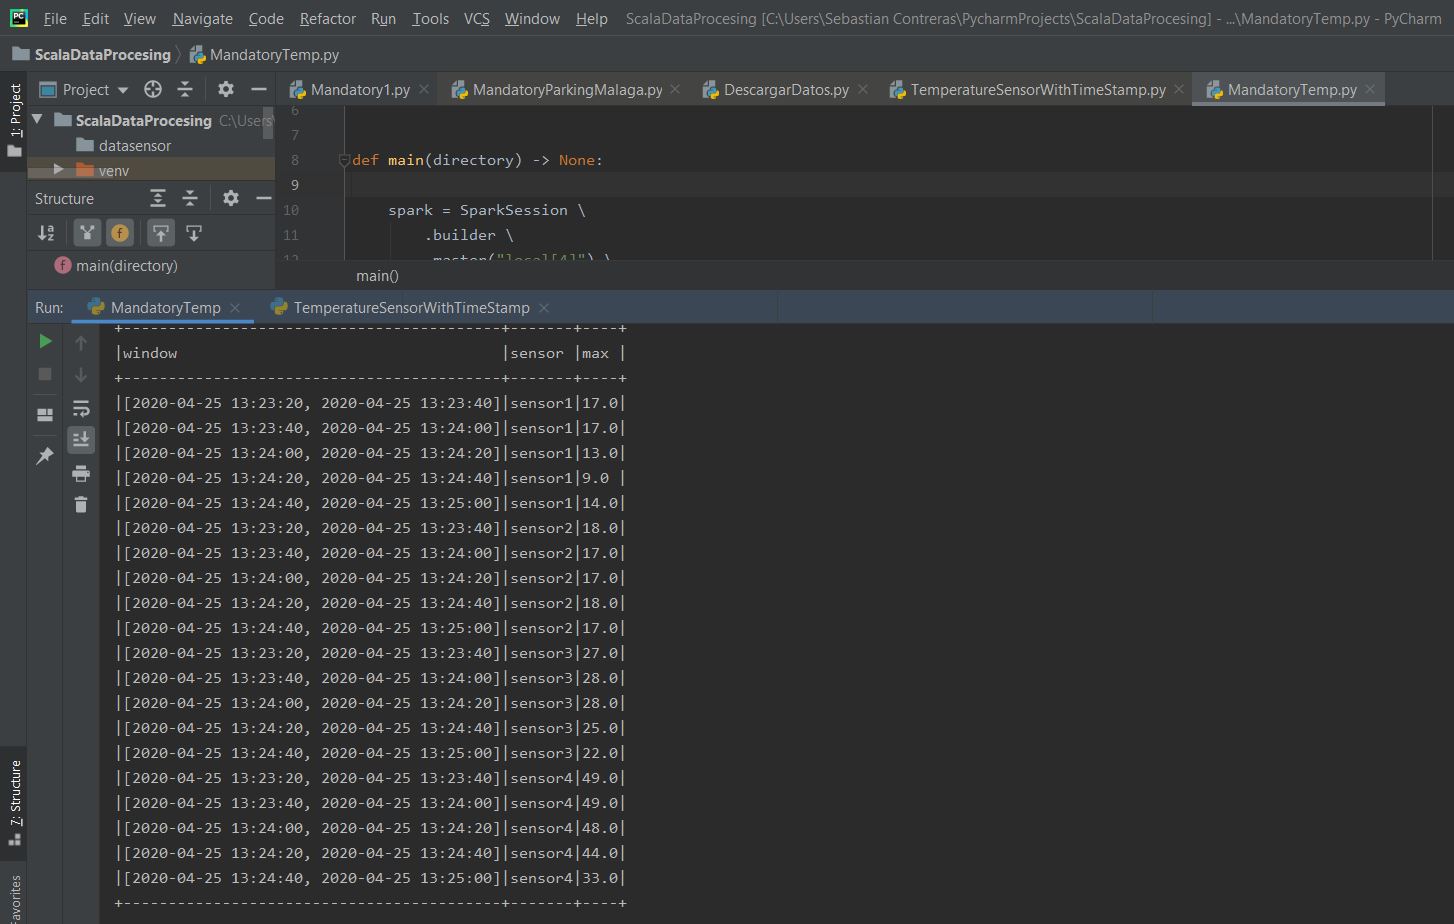 PC File Edit View Navigate Code Refactor Run Tools VCS Window Help ScalaDataProcesing [C:\Users\Sebastian Contreras\PycharmProjects\ScalaDataProcesing] - ...\MandatoryTemp.py - PyCharm
ScalaDataProcesing MandatoryTemp.py
1: Project
Project
Mandatory1.py MandatoryParkingMalaga.py DescargarDatos.py TemperatureSensorWithTimeStamp.py MandatoryTemp.py
ScalaDataProcesing C:\Users\
datasensor
venv
Structure
main(directory)
6
7
8 def main(directory) -> None:
9
10 spark = SparkSession \
11 .builder \
12 .master("local[4]") \
main()
Run: MandatoryTemp TemperatureSensorWithTimeStamp
+------------------------------------------+-------+----+
|window                                    |sensor |max |
+------------------------------------------+-------+----+
|[2020-04-25 13:23:20, 2020-04-25 13:23:40]|sensor1|17.0|
|[2020-04-25 13:23:40, 2020-04-25 13:24:00]|sensor1|17.0|
|[2020-04-25 13:24:00, 2020-04-25 13:24:20]|sensor1|13.0|
|[2020-04-25 13:24:20, 2020-04-25 13:24:40]|sensor1|9.0 |
|[2020-04-25 13:24:40, 2020-04-25 13:25:00]|sensor1|14.0|
|[2020-04-25 13:23:20, 2020-04-25 13:23:40]|sensor2|18.0|
|[2020-04-25 13:23:40, 2020-04-25 13:24:00]|sensor2|17.0|
|[2020-04-25 13:24:00, 2020-04-25 13:24:20]|sensor2|17.0|
|[2020-04-25 13:24:20, 2020-04-25 13:24:40]|sensor2|18.0|
|[2020-04-25 13:24:40, 2020-04-25 13:25:00]|sensor2|17.0|
|[2020-04-25 13:23:20, 2020-04-25 13:23:40]|sensor3|27.0|
|[2020-04-25 13:23:40, 2020-04-25 13:24:00]|sensor3|28.0|
|[2020-04-25 13:24:00, 2020-04-25 13:24:20]|sensor3|28.0|
|[2020-04-25 13:24:20, 2020-04-25 13:24:40]|sensor3|25.0|
|[2020-04-25 13:24:40, 2020-04-25 13:25:00]|sensor3|22.0|
|[2020-04-25 13:23:20, 2020-04-25 13:23:40]|sensor4|49.0|
|[2020-04-25 13:23:40, 2020-04-25 13:24:00]|sensor4|49.0|
|[2020-04-25 13:24:00, 2020-04-25 13:24:20]|sensor4|48.0|
|[2020-04-25 13:24:20, 2020-04-25 13:24:40]|sensor4|44.0|
|[2020-04-25 13:24:40, 2020-04-25 13:25:00]|sensor4|33.0|
+------------------------------------------+-------+----+
7: Structure
Favorites